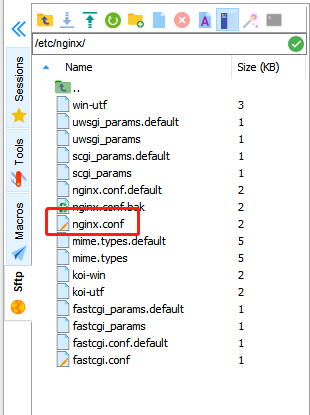 /etc/nginx/
Name Size (KB)
..
win-utf 3
uwsgi_params.default 1
uwsgi_params 1
scgi_params.default 1
scgi_params 1
nginx.conf.default 2
nginx.conf.bak 2
nginx.conf 2
mime.types.default 5
mime.types 5
koi-win 2
koi-utf 2
fastcgi_params.default 1
fastcgi_params 1
fastcgi.conf.default 1
fastcgi.conf 1
Sessions
Tools
Macros
Sftp